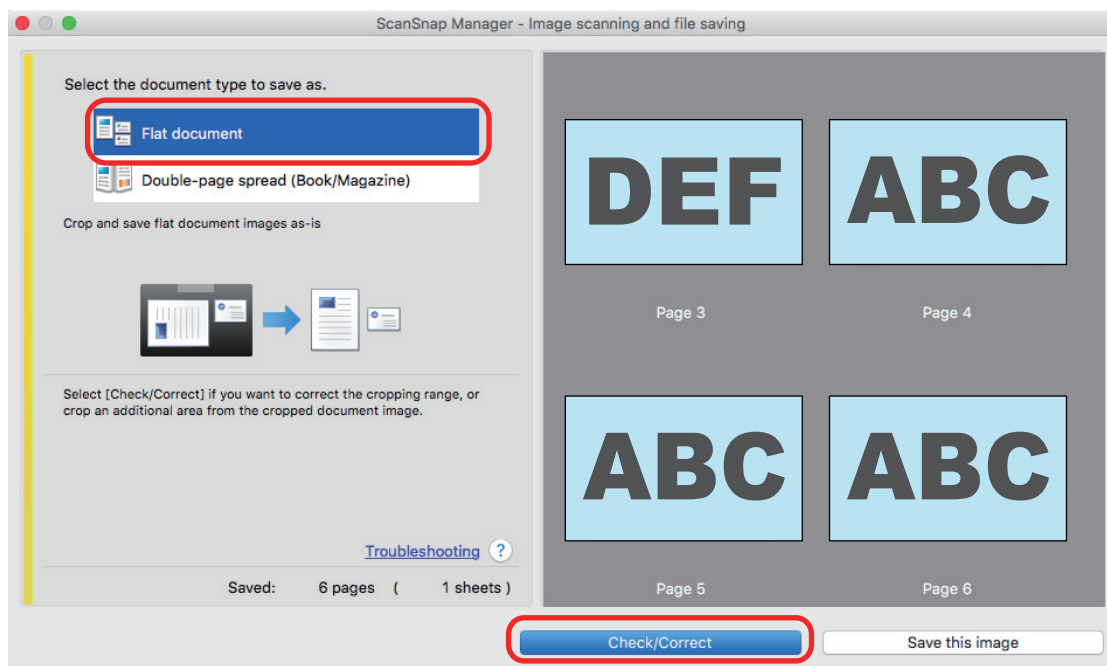 ScanSnap Manager - Image scanning and file saving
Select the document type to save as.
Flat document
Double-page spread (Book/Magazine)
Crop and save flat document images as-is
Select [Check/Correct] if you want to correct the cropping range, or
crop an additional area from the cropped document image.
Troubleshooting ?
Saved: 6 pages ( 1 sheets )
DEF ABC
Page 3 Page 4
ABC ABC
Page 5 Page 6
Check/Correct Save this image